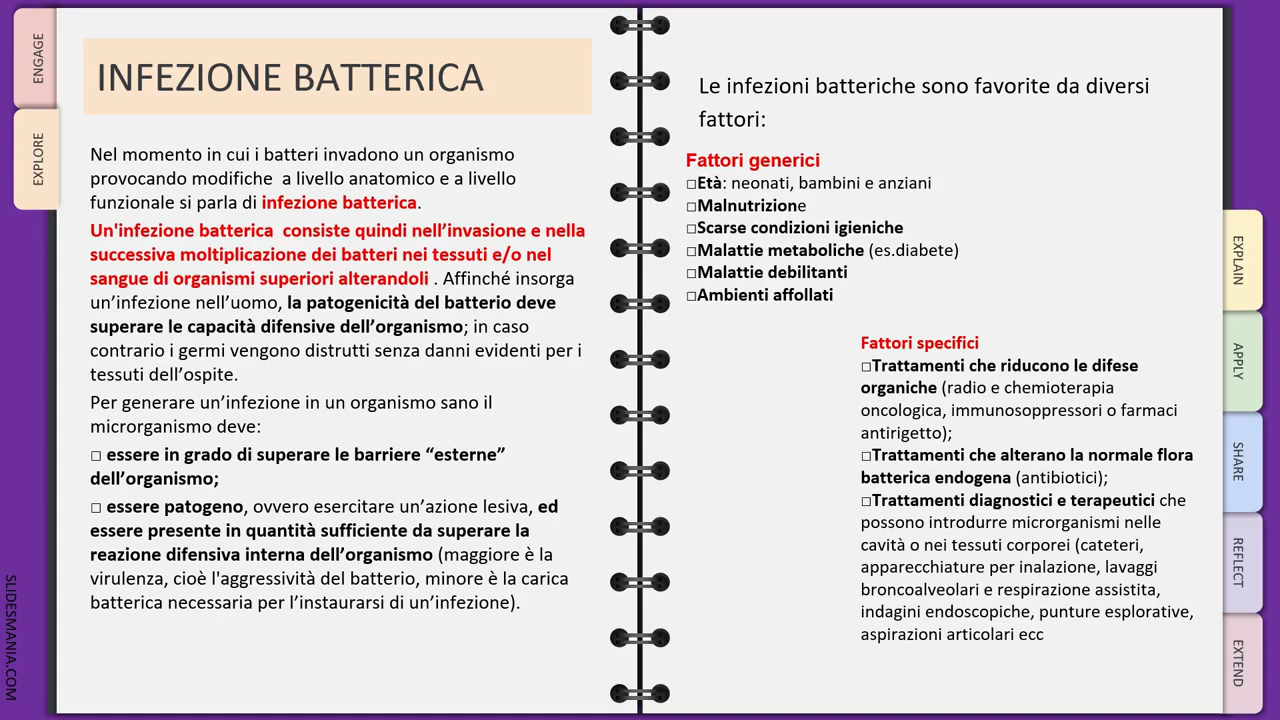 ENGAGE
EXPLORE
INFEZIONE BATTERICA
Nel momento in cui i batteri invadono un organismo
provocando modifiche a livello anatomico e a livello
funzionale si parla di infezione batterica.
Un'infezione batterica consiste quindi nell’invasione e nella
successiva moltiplicazione dei batteri nei tessuti e/o nel
sangue di organismi superiori alterandoli . Affinché insorga
un’infezione nell’uomo, la patogenicità del batterio deve
superare le capacità difensive dell’organismo; in caso
contrario i germi vengono distrutti senza danni evidenti per i
tessuti dell’ospite.
Per generare un’infezione in un organismo sano il
microrganismo deve:
□ essere in grado di superare le barriere “esterne”
dell’organismo;
□ essere patogeno, ovvero esercitare un’azione lesiva, ed
essere presente in quantità sufficiente da superare la
reazione difensiva interna dell’organismo (maggiore è la
virulenza, cioè l'aggressività del batterio, minore è la carica
batterica necessaria per l’instaurarsi di un’infezione).
SLIDESMANIA.COM
Le infezioni batteriche sono favorite da diversi
fattori:
Fattori generici
□Età: neonati, bambini e anziani
□Malnutrizione
□Scarse condizioni igieniche
□Malattie metaboliche (es.diabete)
□Malattie debilitanti
□Ambienti affollati
Fattori specifici
□Trattamenti che riducono le difese
organiche (radio e chemioterapia
oncologica, immunosoppressori o farmaci
antirigetto);
□Trattamenti che alterano la normale flora
batterica endogena (antibiotici);
□Trattamenti diagnostici e terapeutici che
possono introdurre microrganismi nelle
cavità o nei tessuti corporei (cateteri,
apparecchiature per inalazione, lavaggi
broncoalveolari e respirazione assistita,
indagini endoscopiche, punture esplorative,
aspirazioni articolari ecc
EXPLAIN
APPLY
SHARE
REFLECT
EXTEND